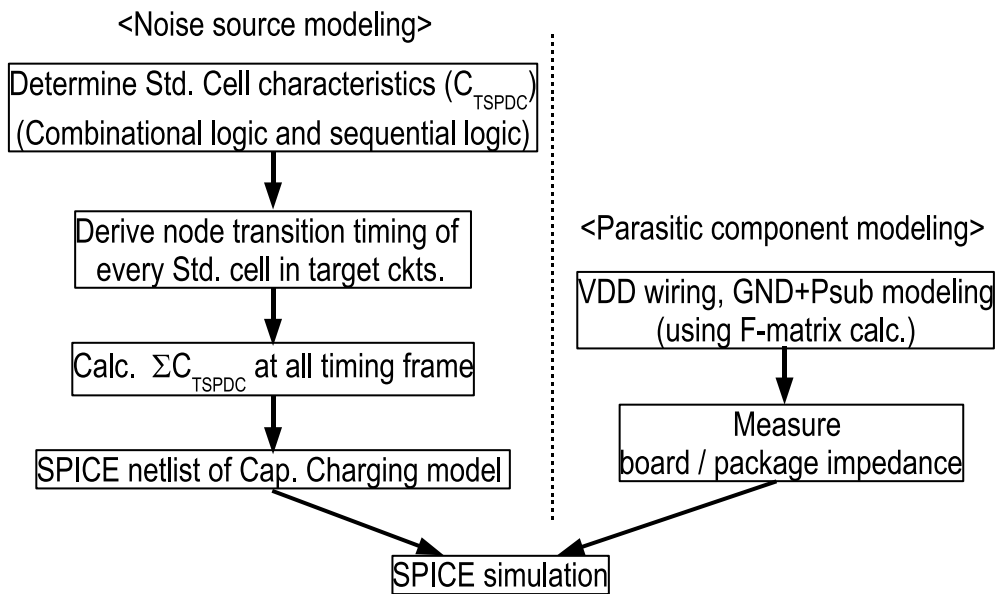 <Noise source modeling>
Determine Std. Cell characteristics (C_TSPDC)
(Combinational logic and sequential logic)
Derive node transition timing of
every Std. cell in target ckts.
Calc. ΣC_TSPDC at all timing frame
SPICE netlist of Cap. Charging model
<Parasitic component modeling>
VDD wiring, GND+Psub modeling
(using F-matrix calc.)
Measure
board / package impedance
SPICE simulation